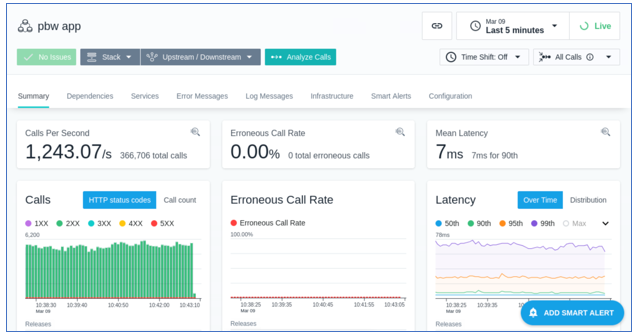 pbw app
Mar 09
Last 5 minutes
Live
No Issues
Stack
Upstream / Downstream
Analyze Calls
Time Shift: Off
All Calls
Summary
Dependencies
Services
Error Messages
Log Messages
Infrastructure
Smart Alerts
Configuration
Calls Per Second
1,243.07/s 366,706 total calls
Erroneous Call Rate
0.00% 0 total erroneous calls
Mean Latency
7ms 7ms for 90th
Calls
HTTP status codes
Call count
1XX 2XX 3XX 4XX 5XX
6,200
10:38:30 10:39:40 10:40:50 10:42:00 10:43:10
Mar 09
Releases
Erroneous Call Rate
Erroneous Call Rate
100.00%
10:38:25 10:39:35 10:40:45 10:41:55 10:43:05
Mar 09
Releases
Latency
Over Time
Distribution
50th 90th 95th 99th Max
78ms
10:38:25 10:39:35
Mar 09
Releases
ADD SMART ALERT